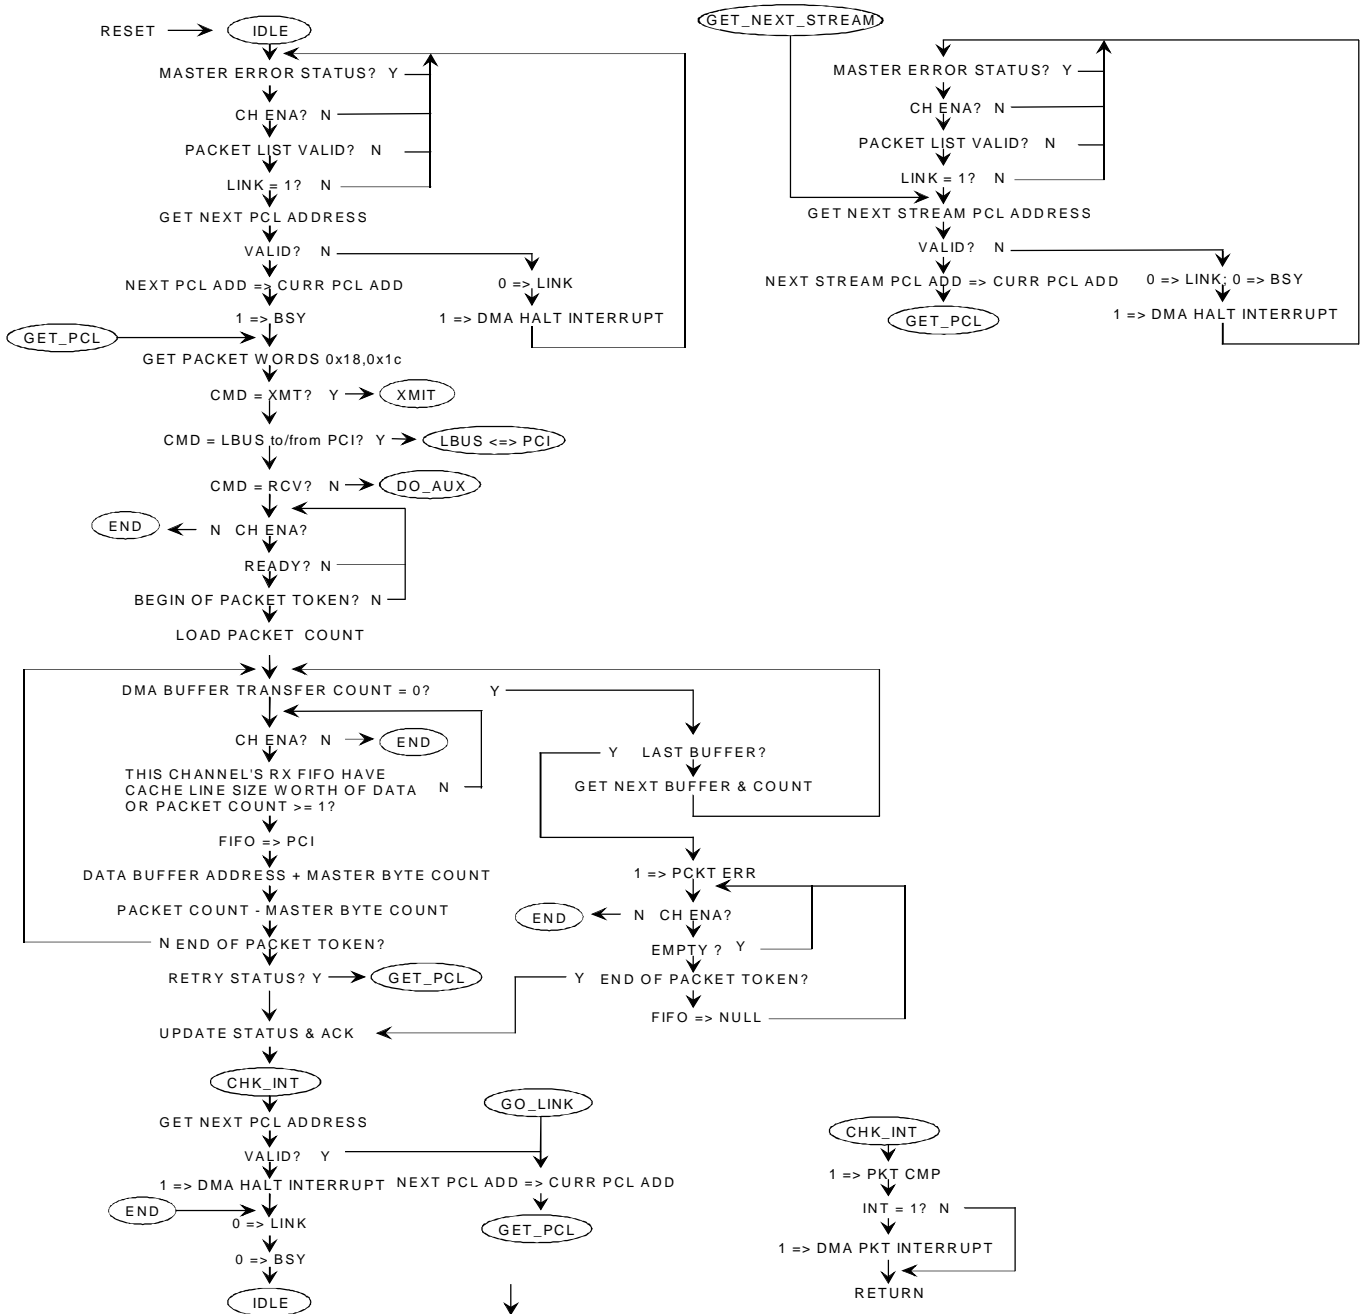 RESET
IDLE
MASTER ERROR STATUS? Y
CH ENA? N
PACKET LIST VALID? N
LINK = 1? N
GET NEXT PCL ADDRESS
VALID? N
NEXT PCL ADD => CURR PCL ADD
0 => LINK
1 => BSY
1 => DMA HALT INTERRUPT
GET_PCL
GET PACKET WORDS 0x18,0x1c
CMD = XMT? Y
XMIT
CMD = LBUS to/from PCI? Y
LBUS <=> PCI
CMD = RCV? N
DO_AUX
END
N CH ENA?
READY? N
BEGIN OF PACKET TOKEN? N
LOAD PACKET COUNT
DMA BUFFER TRANSFER COUNT = 0? Y
CH ENA? N
END
THIS CHANNEL'S RX FIFO HAVE
CACHE LINE SIZE WORTH OF DATA N
OR PACKET COUNT >= 1?
FIFO => PCI
DATA BUFFER ADDRESS + MASTER BYTE COUNT
PACKET COUNT - MASTER BYTE COUNT
N END OF PACKET TOKEN?
RETRY STATUS? Y
GET_PCL
UPDATE STATUS & ACK
Y LAST BUFFER?
GET NEXT BUFFER & COUNT
1 => PCKT ERR
END
N CH ENA?
EMPTY ? Y
Y END OF PACKET TOKEN?
FIFO => NULL
CHK_INT
GET NEXT PCL ADDRESS
VALID? Y
1 => DMA HALT INTERRUPT
END
0 => LINK
0 => BSY
IDLE
GO_LINK
NEXT PCL ADD => CURR PCL ADD
GET_PCL
GET_NEXT_STREAM
MASTER ERROR STATUS? Y
CH ENA? N
PACKET LIST VALID? N
LINK = 1? N
GET NEXT STREAM PCL ADDRESS
VALID? N
NEXT STREAM PCL ADD => CURR PCL ADD
0 => LINK; 0 => BSY
GET_PCL
1 => DMA HALT INTERRUPT
CHK_INT
1 => PKT CMP
INT = 1? N
1 => DMA PKT INTERRUPT
RETURN